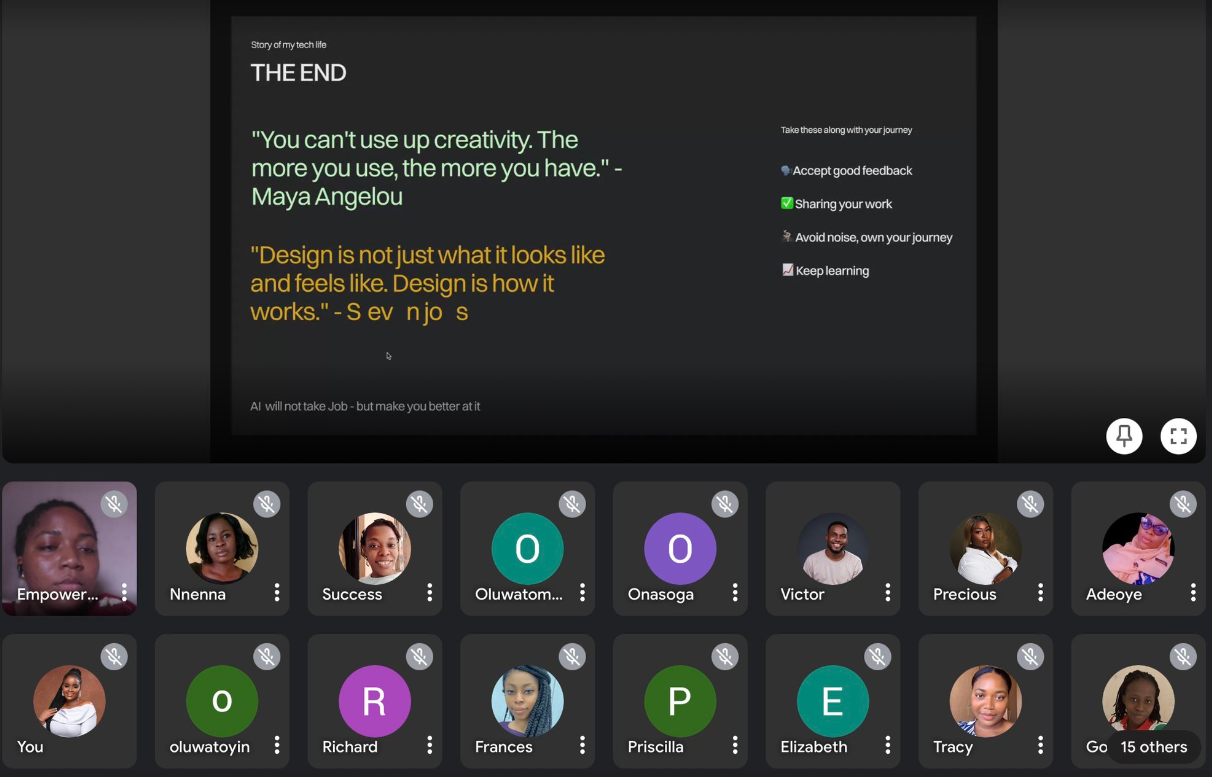 Story of my tech life
THE END
"You can't use up creativity. The
more you use, the more you have." -
Maya Angelou
"Design is not just what it looks like
and feels like. Design is how it
works." - S ev n jo s
Take these along with your journey
🗣️Accept good feedback
✅Sharing your work
Avoid noise, own your journey
📈Keep learning
AI will not take Job - but make you better at it
Empower...
Nnenna
Success
O
Oluwatom...
O
Onasoga
Victor
Precious
Adeoye
You
o
oluwatoyin
R
Richard
Frances
P
Priscilla
E
Elizabeth
Tracy
Go
15 others